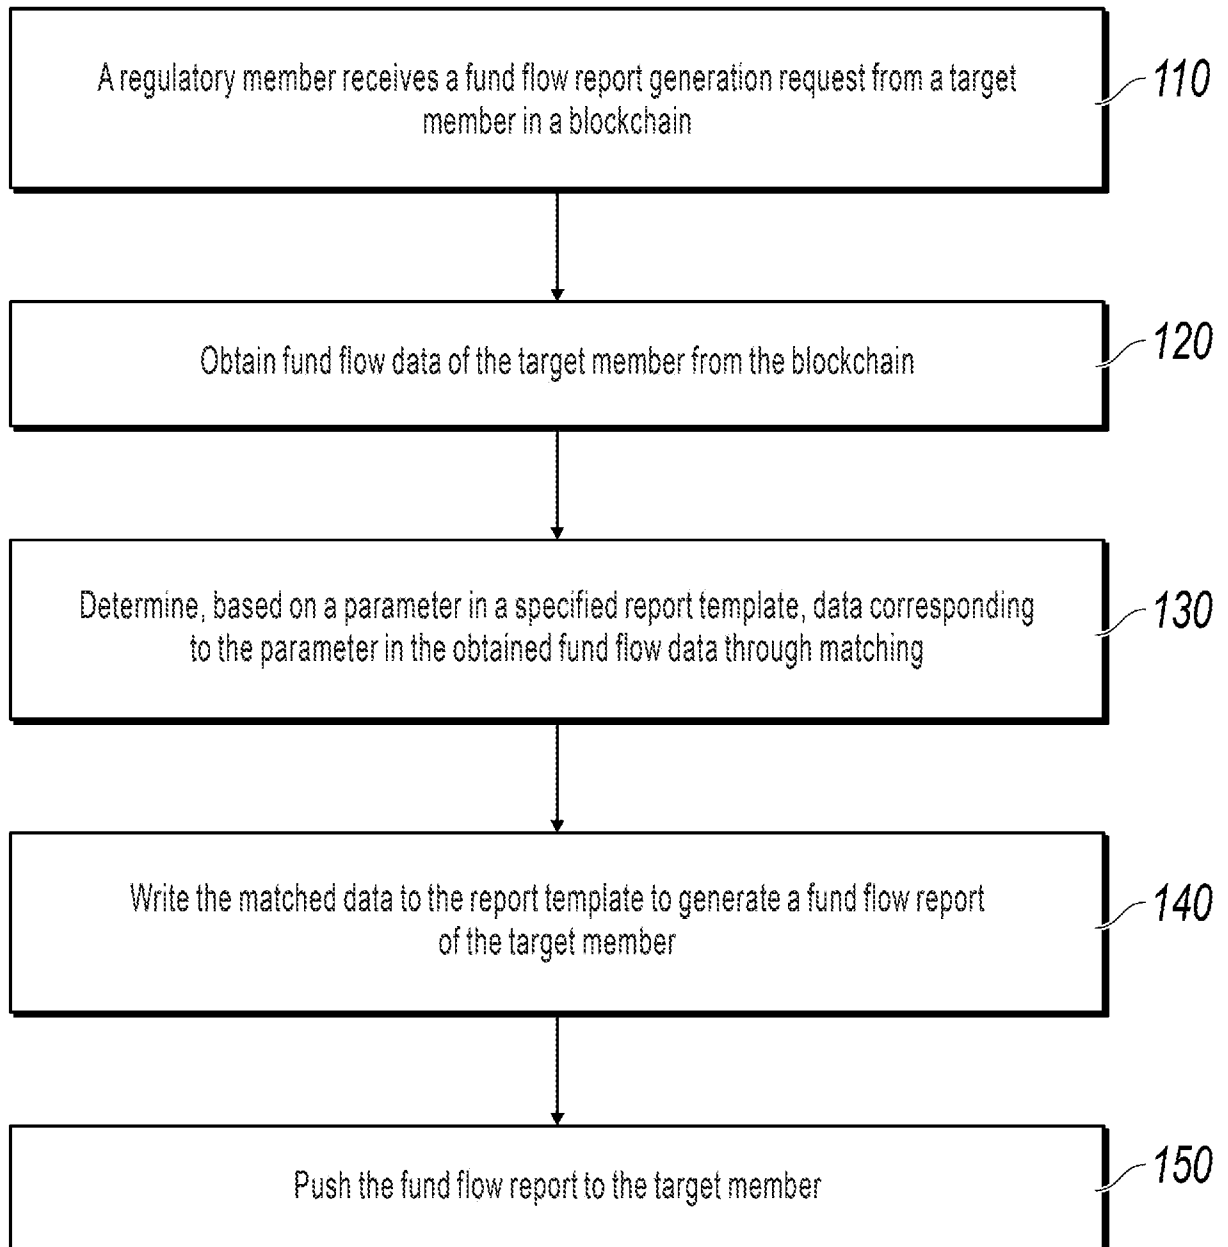 A regulatory member receives a fund flow report generation request from a target
member in a blockchain
110
Obtain fund flow data of the target member from the blockchain
120
Determine, based on a parameter in a specified report template, data corresponding
to the parameter in the obtained fund flow data through matching
130
Write the matched data to the report template to generate a fund flow report
of the target member
140
Push the fund flow report to the target member
150